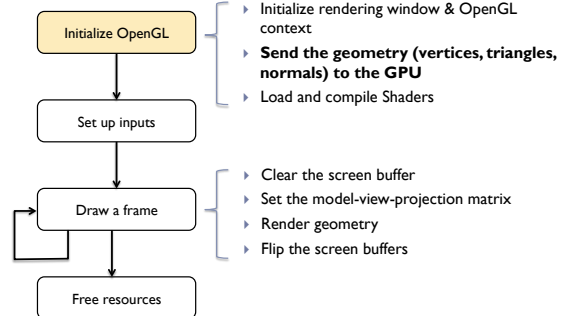 Initialize OpenGL
Initialize rendering window & OpenGL
context
Send the geometry (vertices, triangles,
normals) to the GPU
Load and compile Shaders
Set up inputs
Draw a frame
Clear the screen buffer
Set the model-view-projection matrix
Render geometry
Flip the screen buffers
Free resources